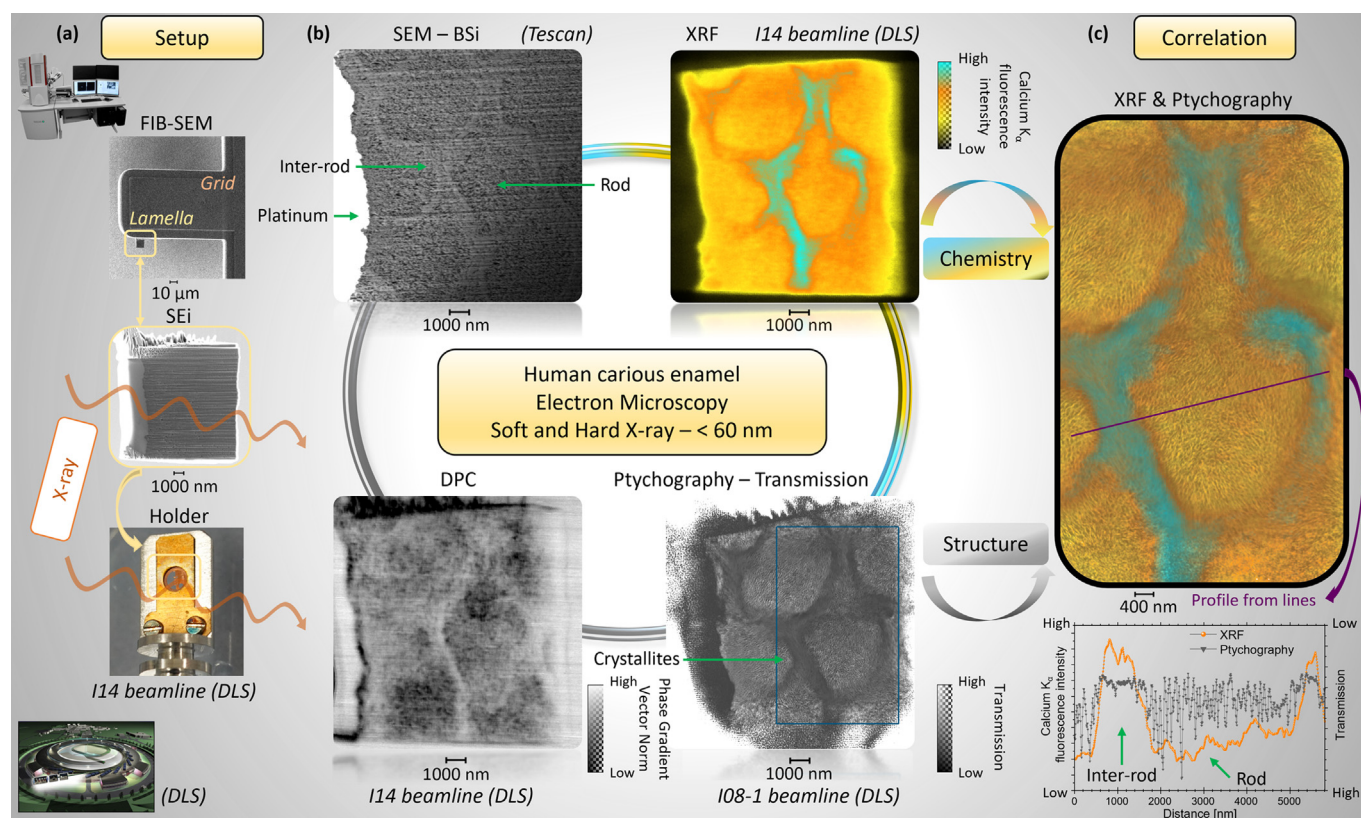 (a)
Setup
FIB-SEM
Grid
Lamella
10 µm
SEi
X-ray
1000 nm
Holder
I14 beamline (DLS)
(DLS)
(b)
SEM – BSi
(Tescan)
Inter-rod
Rod
Platinum
1000 nm
XRF
I14 beamline (DLS)
High
Low
Calcium Kα
fluorescence
intensity
1000 nm
Chemistry
Human carious enamel
Electron Microscopy
Soft and Hard X-ray – < 60 nm
DPC
High
Low
Phase Gradient
Vector Norm
1000 nm
I14 beamline (DLS)
Ptychography – Transmission
Crystallites
1000 nm
I08-1 beamline (DLS)
Structure
High
Low
Transmission
(c)
Correlation
XRF & Ptychography
400 nm
Profile from lines
High
Low
XRF
Ptychography
Calcium Kα
fluorescence intensity
Transmission
Inter-rod
Rod
Low
High
0
1000
2000
3000
4000
5000
Distance [nm]